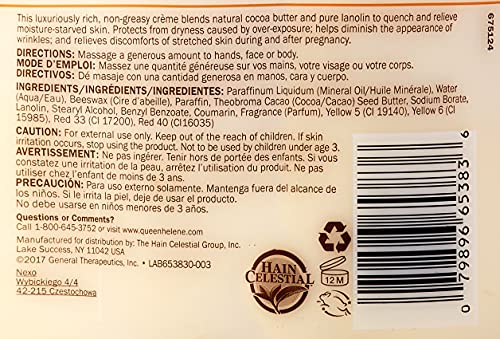 This luxuriously rich, non-greasy crème blends natural cocoa butter and pure lanolin to quench and relieve
moisture-starved skin. Protects from dryness caused by over-exposure; helps diminish the appearance of
wrinkles; and relieves discomforts of stretched skin during and after pregnancy.
DIRECTIONS: Massage a generous amount to hands, face or body.
MODE D'EMPLOI: Massez une quantité généreuse sur vos mains, votre visage ou votre corps.
DIRECTIVOS: Dé masaje con una cantidad generosa en manos, cara y cuerpo.
INGREDIENTS/INGRÉDIENTS/INGREDIENTES: Paraffinum Liquidum (Mineral Oil/Huile Minérale), Water
(Aqua/Eau), Beeswax (Cire d'abeille), Paraffin, Theobroma Cacao (Cocoa/Cacao) Seed Butter, Sodium Borate,
Lanolin, Stearyl Alcohol, Benzyl Benzoate, Coumarin, Fragrance (Parfum), Yellow 5 (CI 19140), Yellow 6 (CI
15985), Red 33 (CI 17200), Red 40 (CI16035)
CAUTION: For external use only. Keep out of the reach of children. If skin
irritation occurs, stop using the product. Not to be used by children under age 3.
AVERTISSEMENT: Ne pas ingérer. Tenir hors de portée des enfants. Si vous
constatez une irritation de la peau, arrêtez l'utilisation du produit. Ne pas
utiliser chez l'enfant de moins de 3 ans.
PRECAUCIÓN: Para uso externo solamente. Mantenga fuera del alcance de
los niños. Si le irrita la piel, deje de usar el producto.
No debe usarse en niños menores de 3 años.
Questions or Comments?
Call 1-800-645-3752 or visit www.queenhelene.com
Manufactured for distribution by: The Hain Celestial Group, Inc.
Lake Success, NY 11042 USA
©2017 General Therapeutics, Inc. • LAB653830-003
Nexo
Wybickiego 4/4
42-215 Czestochowa
HAIN
CELESTIAL
12M
0 79896 65383 6
675124